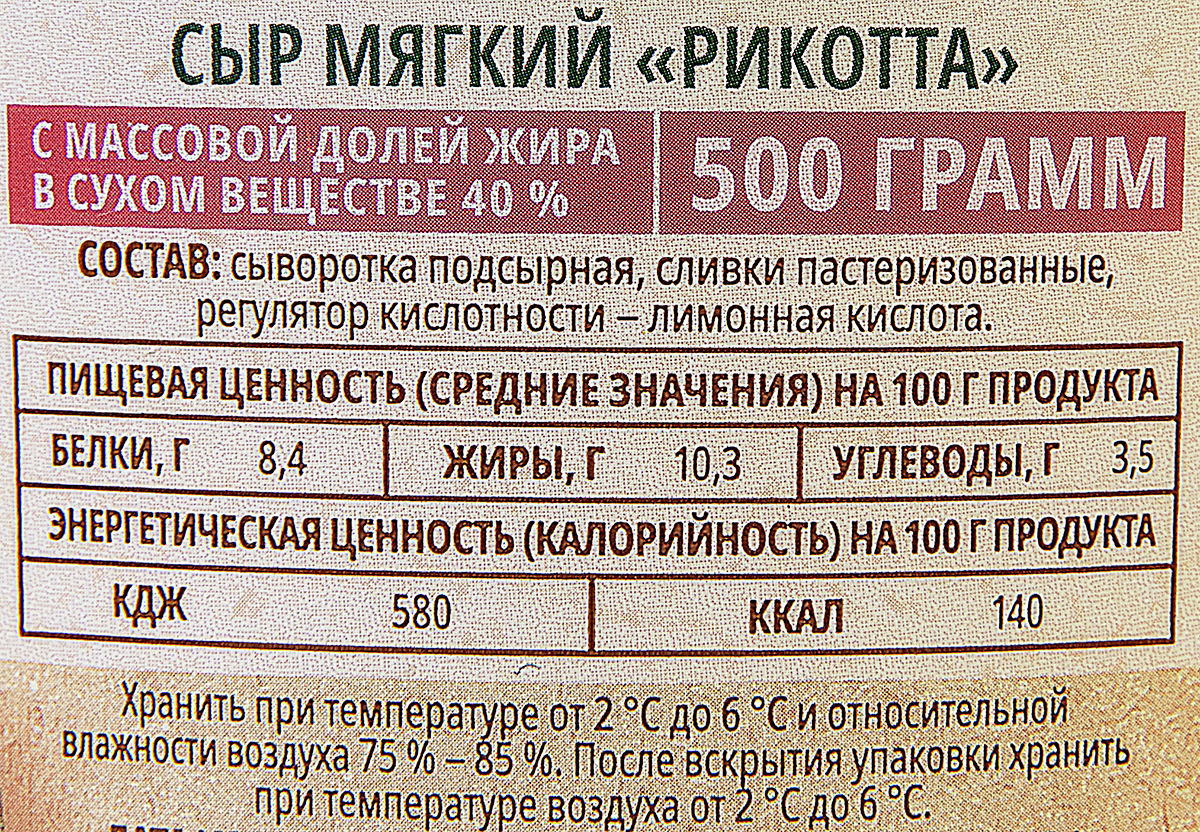 СЫР МЯГКИЙ «РИКОТТА»
С МАССОВОЙ ДОЛЕЙ ЖИРА
В СУХОМ ВЕЩЕСТВЕ 40 %
500 ГРАММ
СОСТАВ: сыворотка подсырная, сливки пастеризованные,
регулятор кислотности – лимонная кислота.
ПИЩЕВАЯ ЦЕННОСТЬ (СРЕДНИЕ ЗНАЧЕНИЯ) НА 100 Г ПРОДУКТА
БЕЛКИ, Г 8,4 ЖИРЫ, Г 10,3 УГЛЕВОДЫ, Г 3,5
ЭНЕРГЕТИЧЕСКАЯ ЦЕННОСТЬ (КАЛОРИЙНОСТЬ) НА 100 Г ПРОДУКТА
КДЖ 580 ККАЛ 140
Хранить при температуре от 2 °С до 6 °С и относительной
влажности воздуха 75 % – 85 %. После вскрытия упаковки хранить
при температуре воздуха от 2 °С до 6 °С.